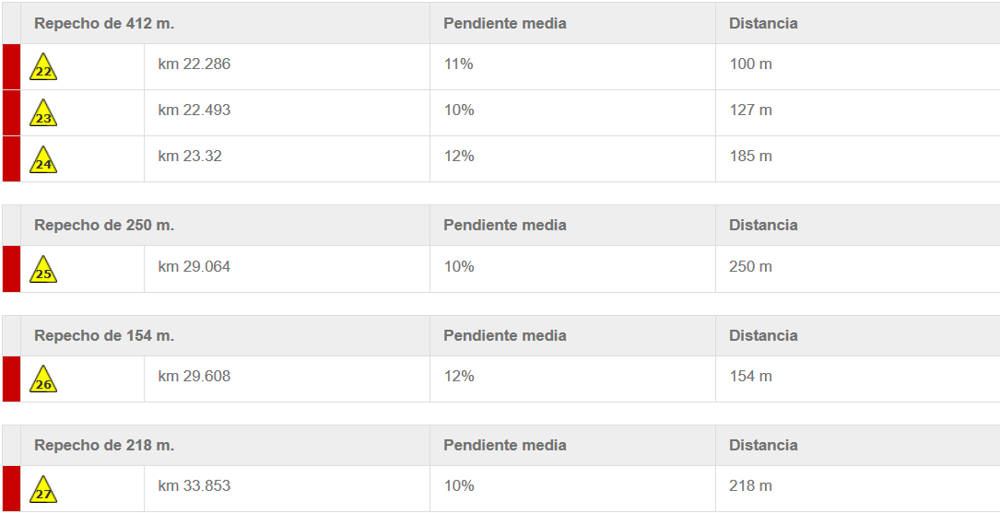 Repecho de 412 m. Pendiente media Distancia
22 km 22.286 11% 100 m
23 km 22.493 10% 127 m
24 km 23.32 12% 185 m
Repecho de 250 m. Pendiente media Distancia
25 km 29.064 10% 250 m
Repecho de 154 m. Pendiente media Distancia
26 km 29.608 12% 154 m
Repecho de 218 m. Pendiente media Distancia
27 km 33.853 10% 218 m